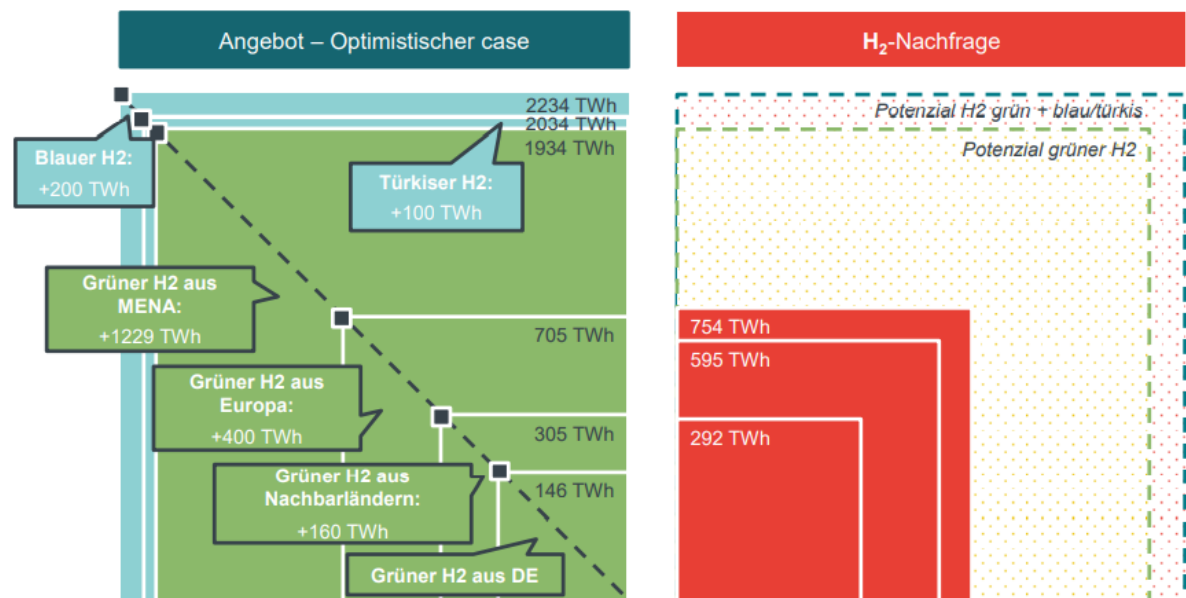 Angebot – Optimistischer case
2234 TWh
2034 TWh
1934 TWh
Blauer H2:
+200 TWh
Türkiser H2:
+100 TWh
Grüner H2 aus
MENA:
+1229 TWh
705 TWh
Grüner H2 aus
Europa:
+400 TWh
305 TWh
Grüner H2 aus
Nachbarländern:
+160 TWh
146 TWh
Grüner H2 aus DE
H₂-Nachfrage
Potenzial H2 grün + blau/türkis
Potenzial grüner H2
754 TWh
595 TWh
292 TWh